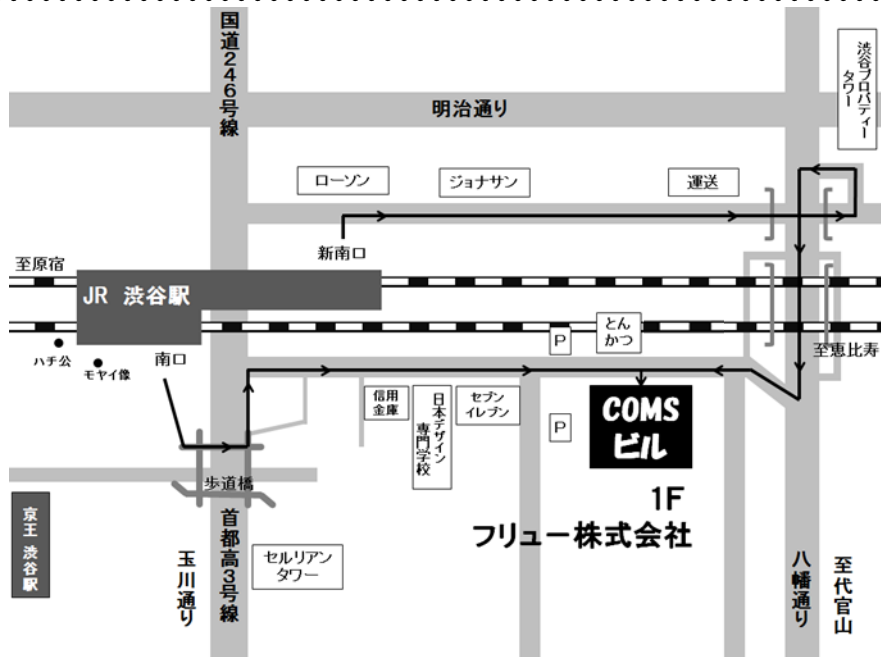 国道246号線
渋谷プロパティー
タワー
明治通り
ローソン
ジョナサン
運送
新南口
至原宿
JR 渋谷駅
とん
かつ
P
至恵比寿
ハチ公
モヤイ像
南口
信用
金庫
日本デザイン
専門学校
セブン
イレブン
P
COMS
ビル
歩道橋
1F
フリュー株式会社
京王 渋谷駅
玉川通り
首都高3号線
セルリアン
タワー
八幡通り
至代官山